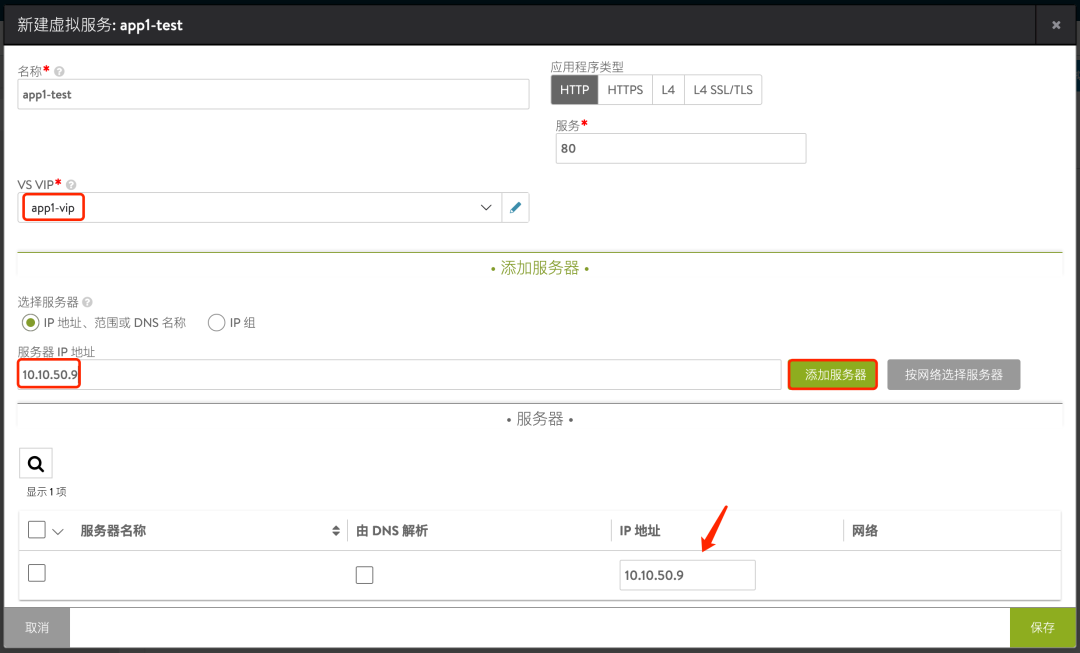 新建虚拟服务: app1-test
名称*
app1-test
应用程序类型
HTTP HTTPS L4 L4 SSL/TLS
服务*
80
VS VIP*
app1-vip
• 添加服务器 •
选择服务器
IP 地址、范围或 DNS 名称 IP 组
服务器 IP 地址
10.10.50.9 添加服务器 按网络选择服务器
• 服务器 •
显示 1 项
服务器名称 由 DNS 解析 IP 地址 网络
10.10.50.9
取消 保存